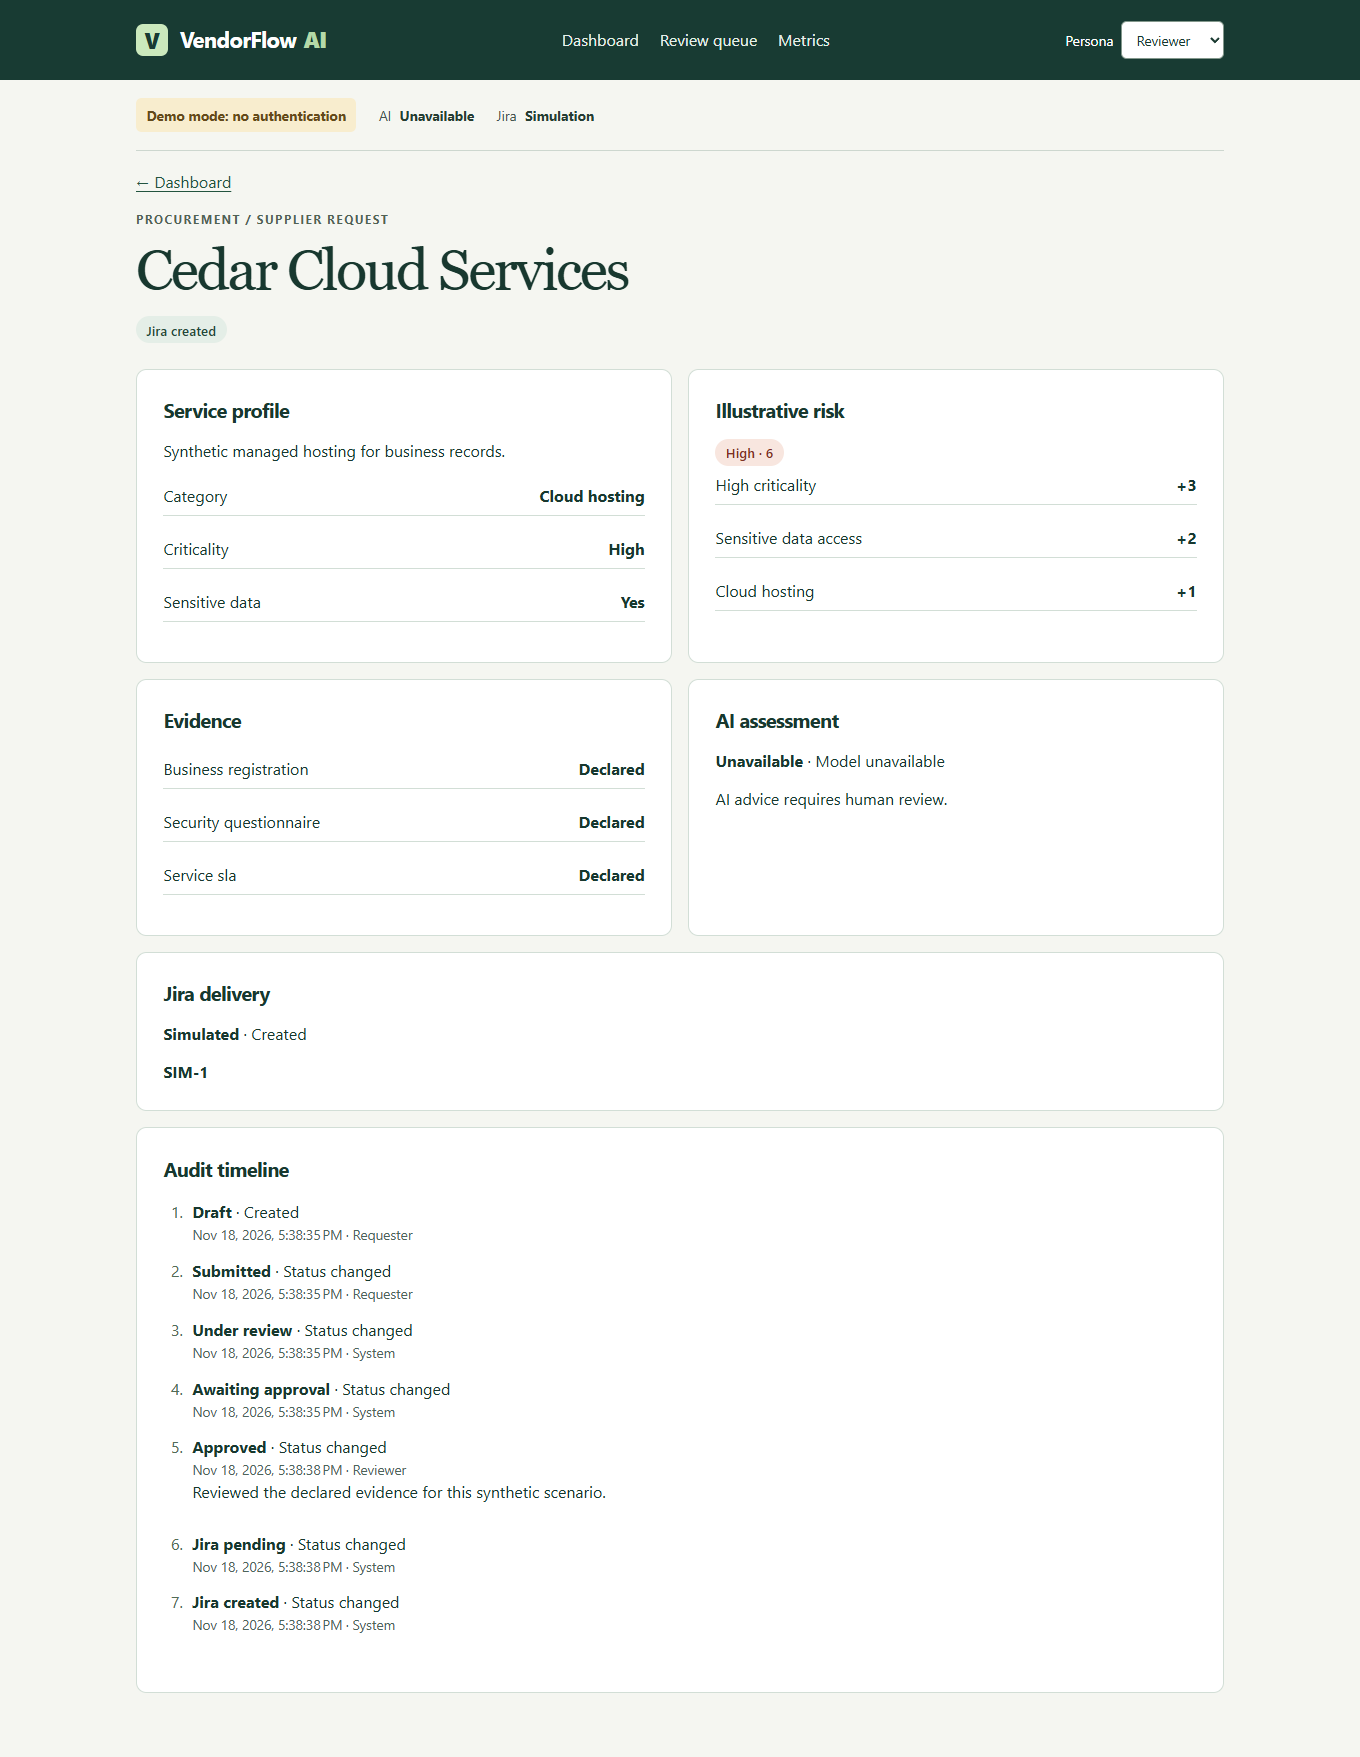 V VendorFlow AI
Dashboard Review queue Metrics
Persona Reviewer
Demo mode: no authentication AI Unavailable Jira Simulation
← Dashboard
PROCUREMENT / SUPPLIER REQUEST
Cedar Cloud Services
Jira created
Service profile
Synthetic managed hosting for business records.
Category Cloud hosting
Criticality High
Sensitive data Yes
Illustrative risk
High · 6
High criticality +3
Sensitive data access +2
Cloud hosting +1
Evidence
Business registration Declared
Security questionnaire Declared
Service sla Declared
AI assessment
Unavailable · Model unavailable
AI advice requires human review.
Jira delivery
Simulated · Created
SIM-1
Audit timeline
1. Draft · Created
Nov 18, 2026, 5:38:35 PM · Requester
2. Submitted · Status changed
Nov 18, 2026, 5:38:35 PM · Requester
3. Under review · Status changed
Nov 18, 2026, 5:38:35 PM · System
4. Awaiting approval · Status changed
Nov 18, 2026, 5:38:35 PM · System
5. Approved · Status changed
Nov 18, 2026, 5:38:38 PM · Reviewer
Reviewed the declared evidence for this synthetic scenario.
6. Jira pending · Status changed
Nov 18, 2026, 5:38:38 PM · System
7. Jira created · Status changed
Nov 18, 2026, 5:38:38 PM · System